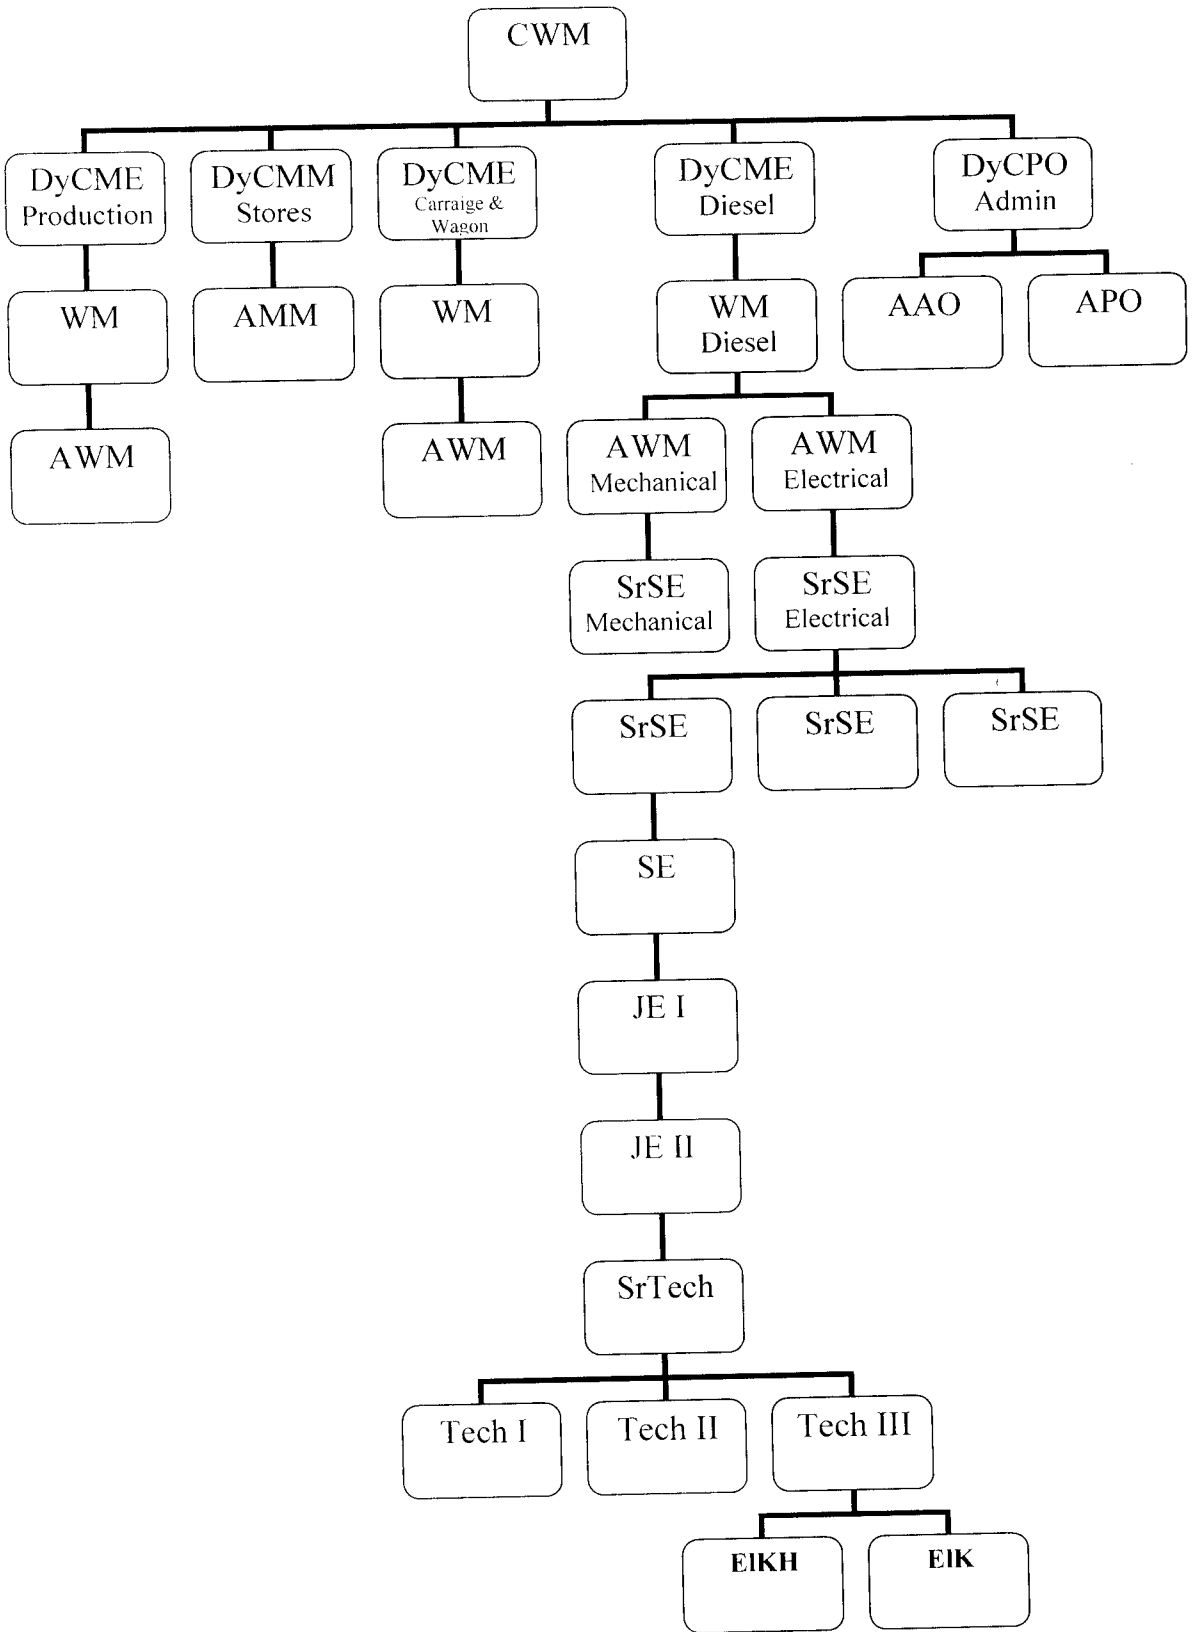 CWM
DyCME
Production
DyCMM
Stores
DyCME
Carraige &
Wagon
DyCME
Diesel
DyCPO
Admin
WM
AMM
WM
WM
Diesel
AAO
APO
AWM
AWM
AWM
Mechanical
AWM
Electrical
SrSE
Mechanical
SrSE
Electrical
SrSE
SrSE
SrSE
SE
JE I
JE II
SrTech
Tech I
Tech II
Tech III
ElKH
ElK